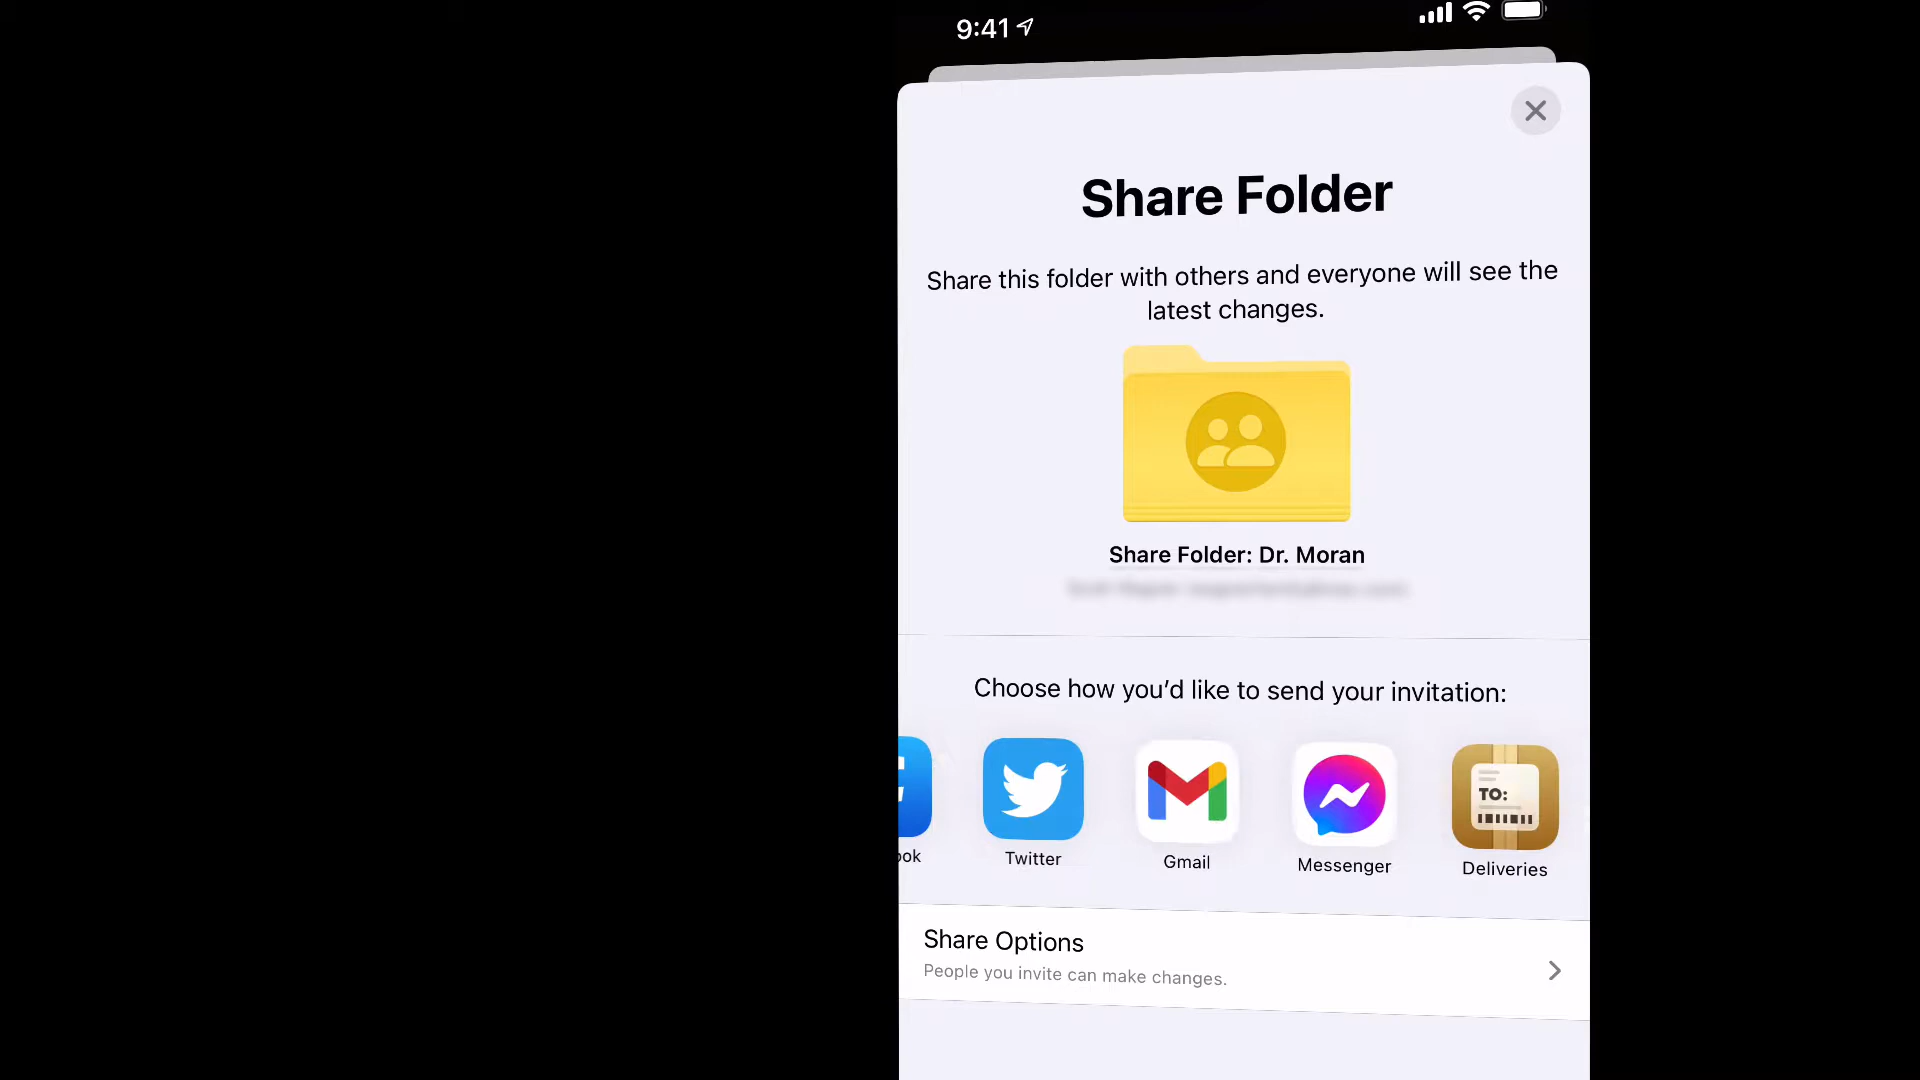 9:41
Share Folder
Share this folder with others and everyone will see the
latest changes.
Share Folder: Dr. Moran
Choose how you’d like to send your invitation:
TO:
ook
Twitter
Gmail
Messenger
Deliveries
Share Options
People you invite can make changes.